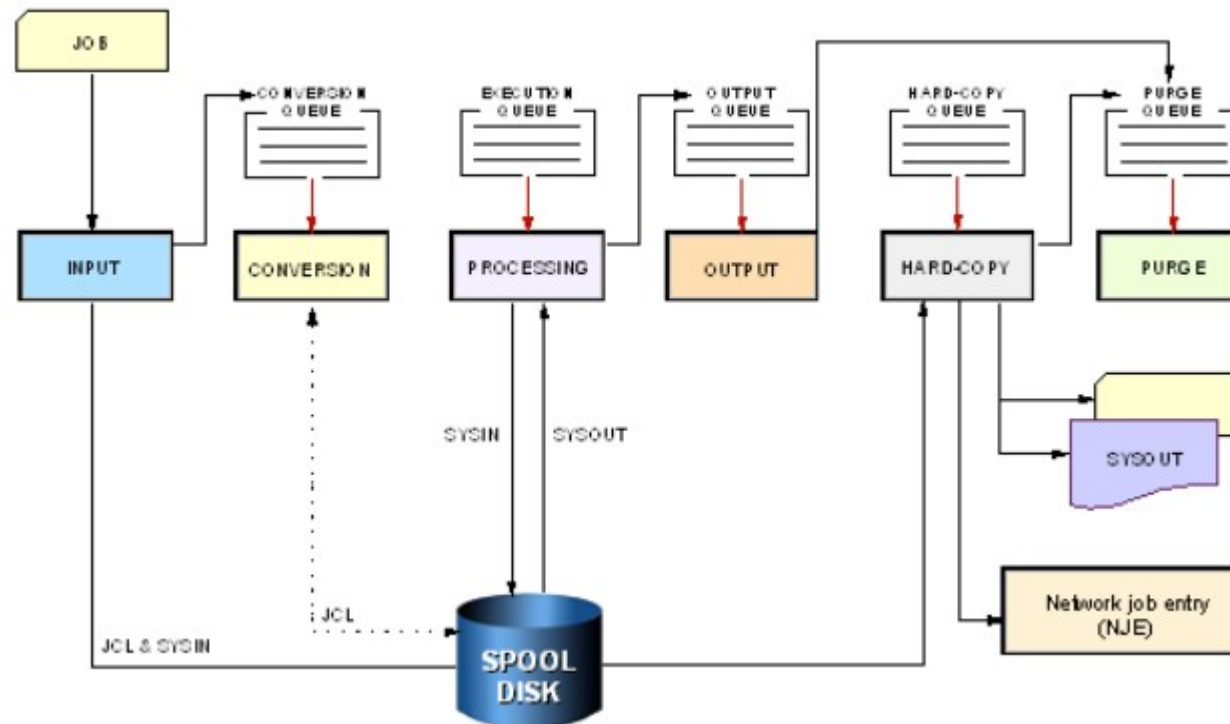 JOB
CONVERSION
QUEUE
EXECUTION
QUEUE
OUTPUT
QUEUE
HARD-COPY
QUEUE
PURGE
QUEUE
INPUT
CONVERSION
PROCESSING
OUTPUT
HARD-COPY
PURGE
SYSIN
SYSOUT
SYSOUT
JCL
JCL & SYSIN
SPOOL
DISK
Network job entry
(NJE)